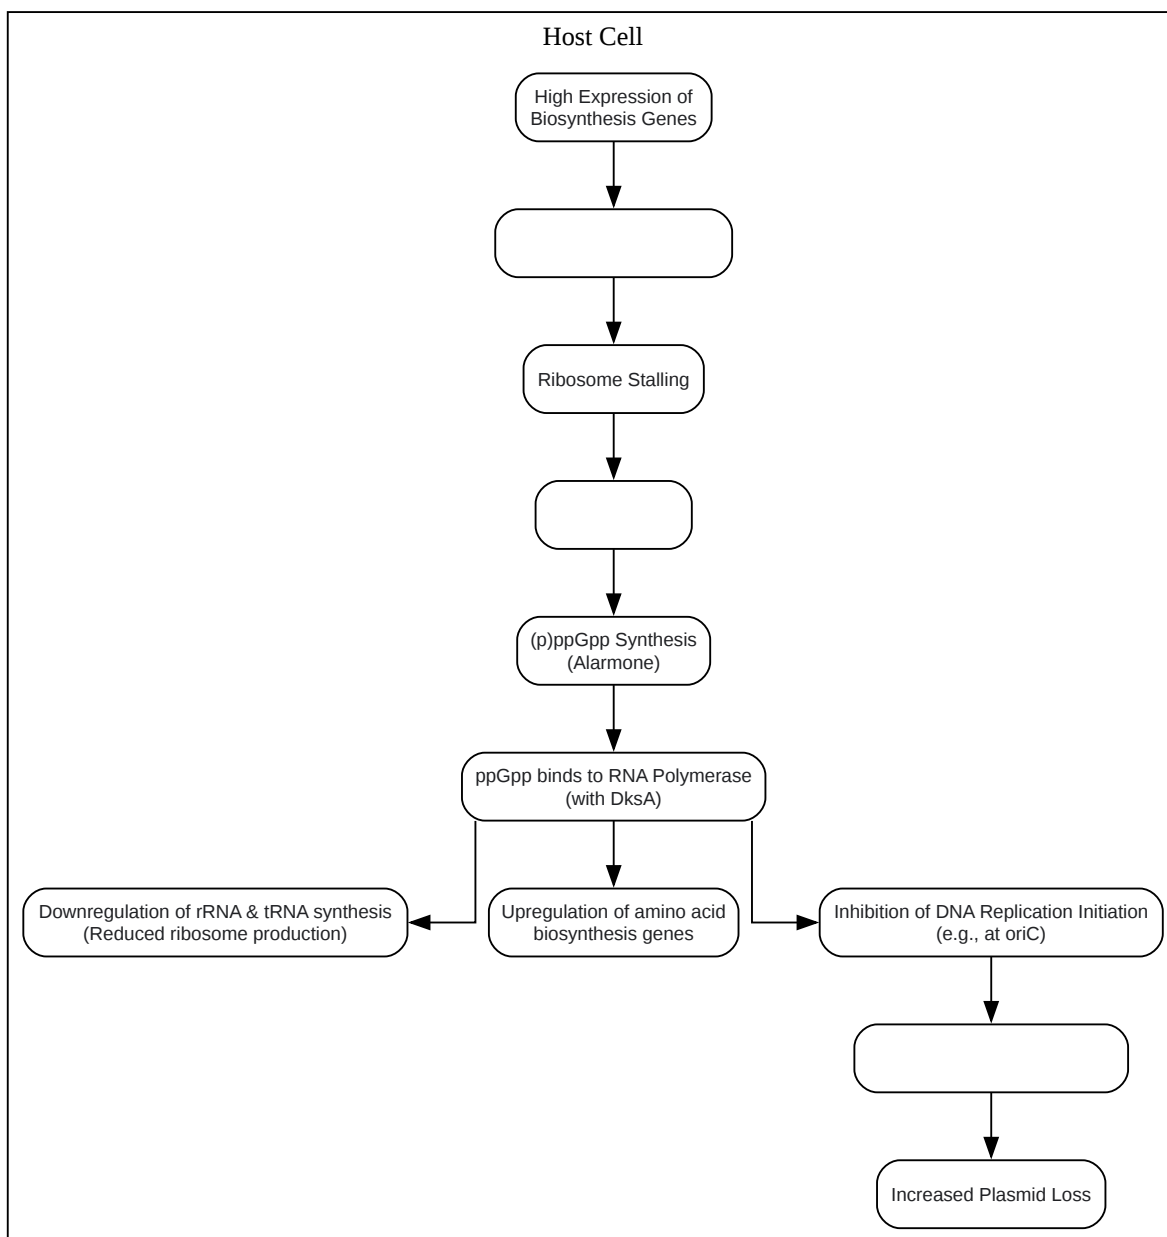 Host Cell
High Expression of
Biosynthesis Genes
Ribosome Stalling
(p)ppGpp Synthesis
(Alarmone)
ppGpp binds to RNA Polymerase
(with DksA)
Downregulation of rRNA & tRNA synthesis
(Reduced ribosome production)
Upregulation of amino acid
biosynthesis genes
Inhibition of DNA Replication Initiation
(e.g., at oriC)
Increased Plasmid Loss